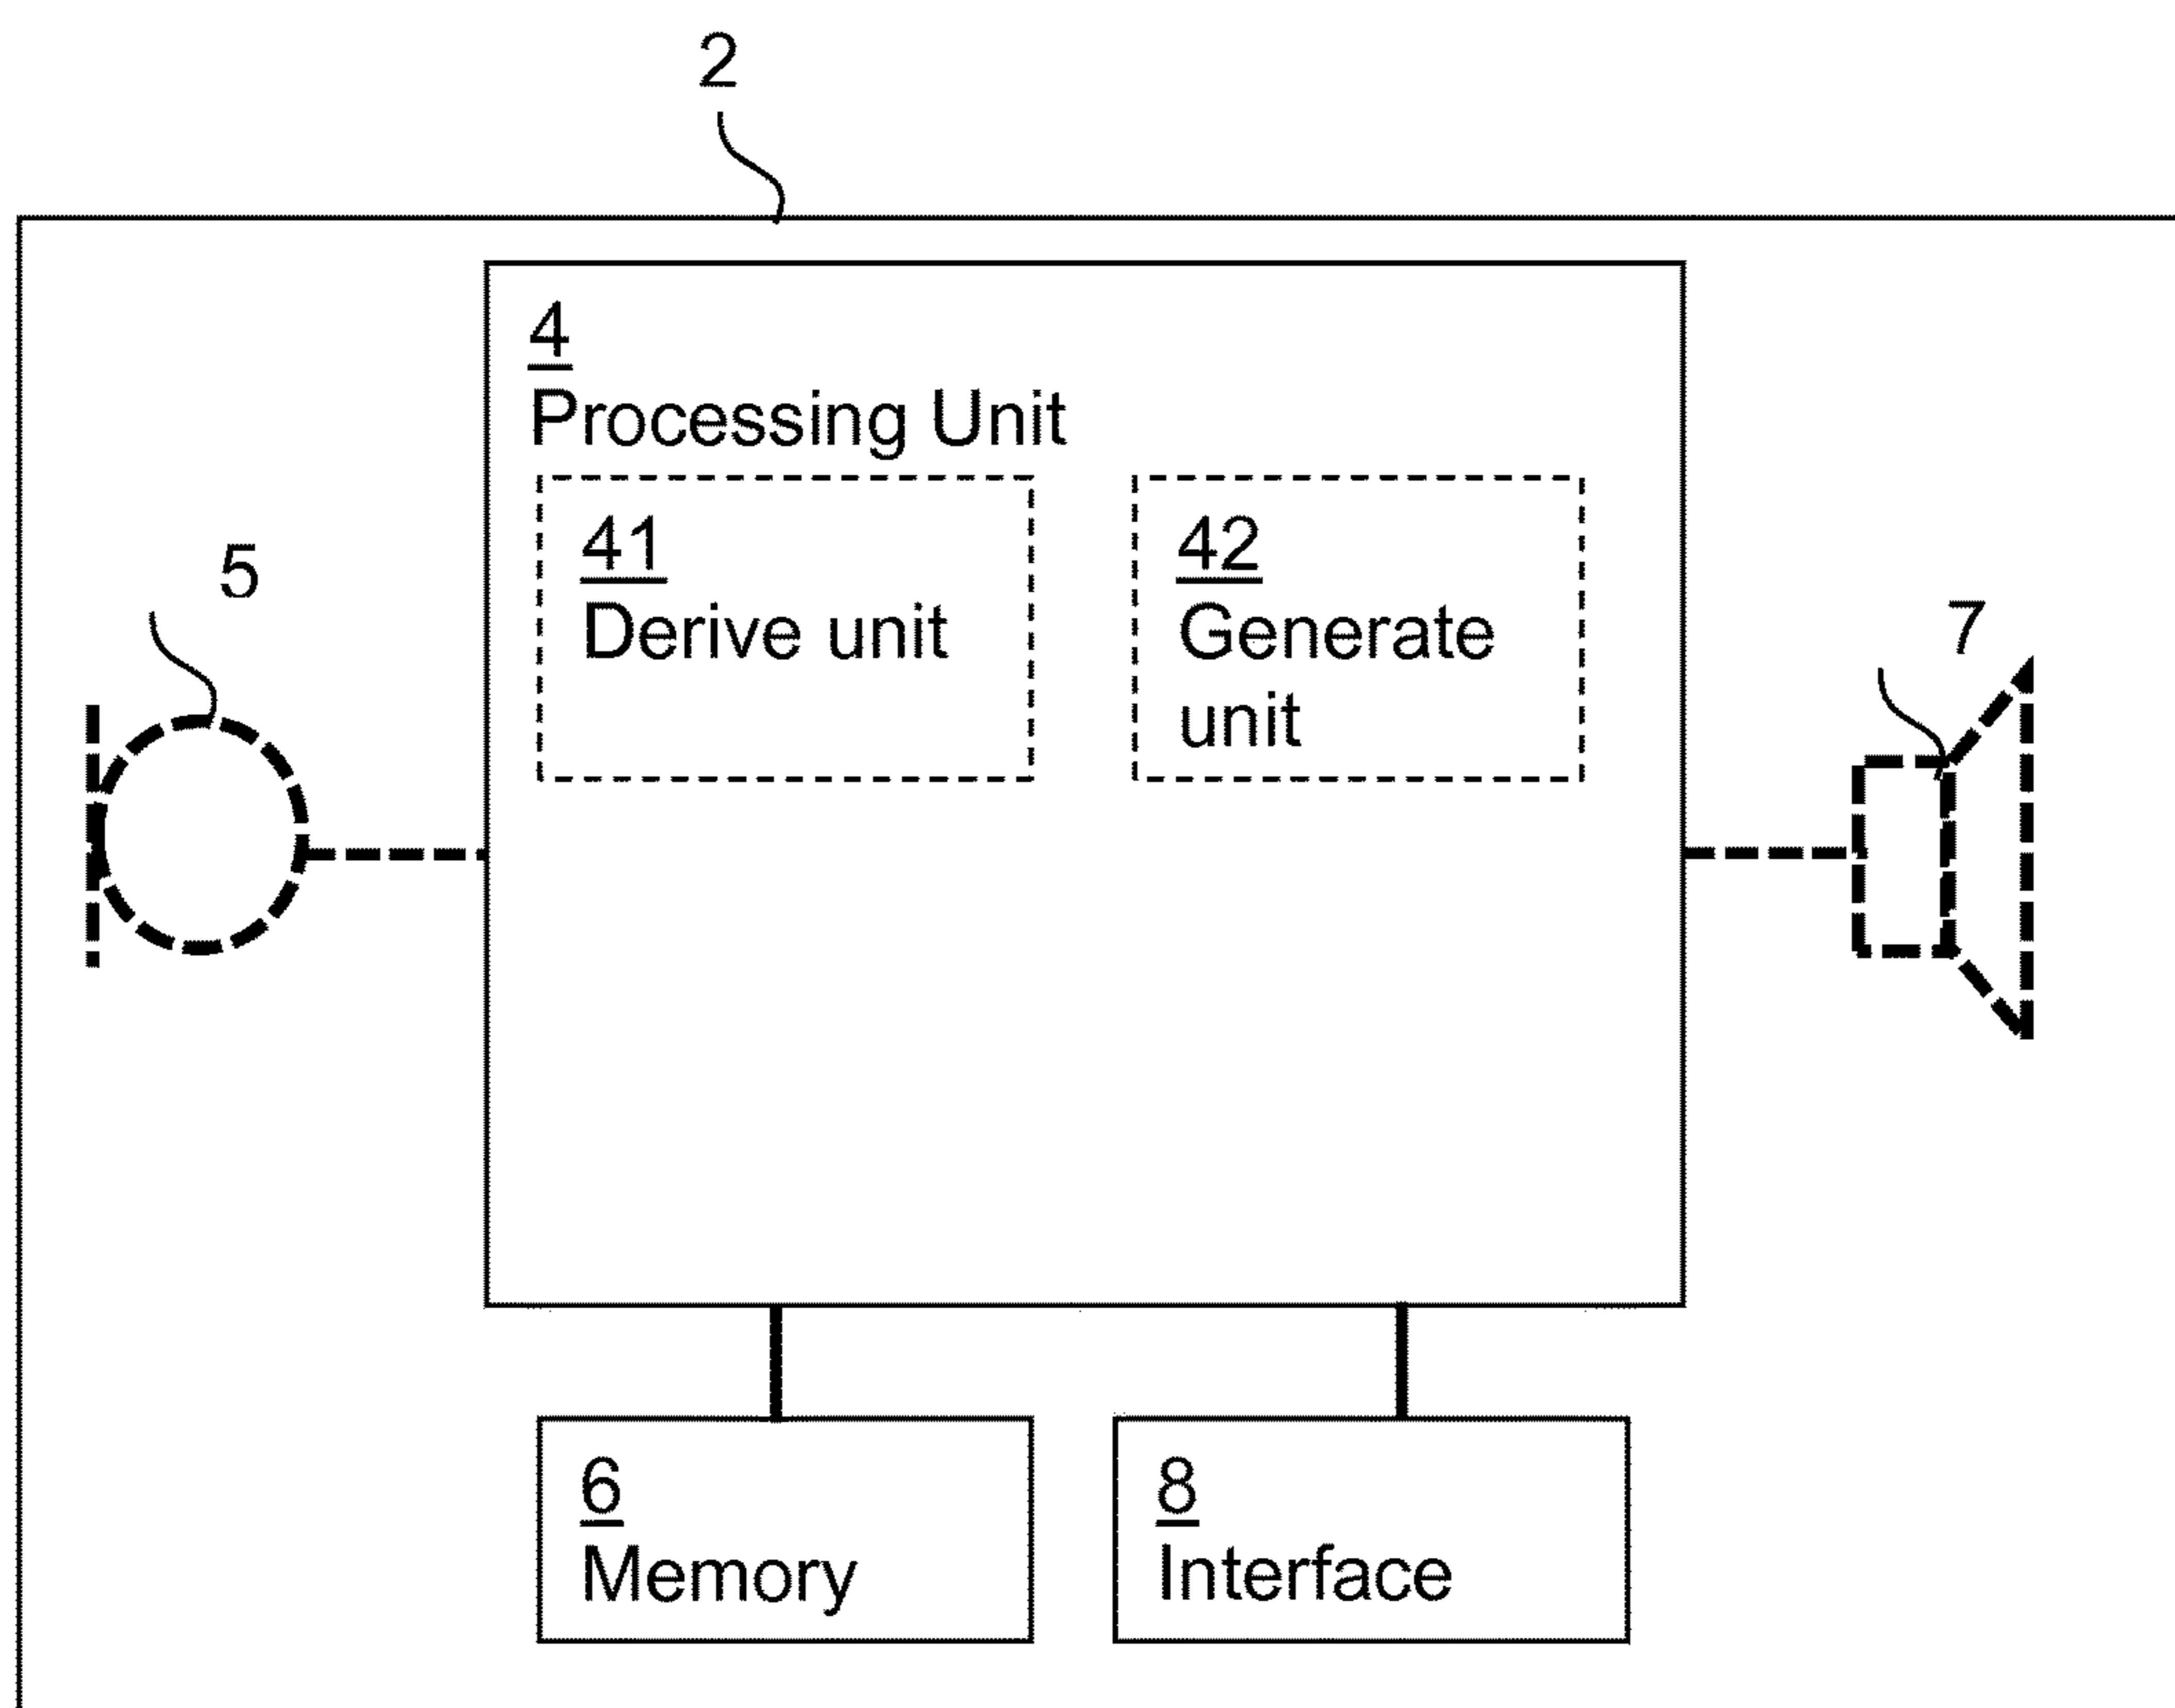 2
4
Processing Unit
41
Derive unit
42
Generate
unit
5
7
6
Memory
8
Interface